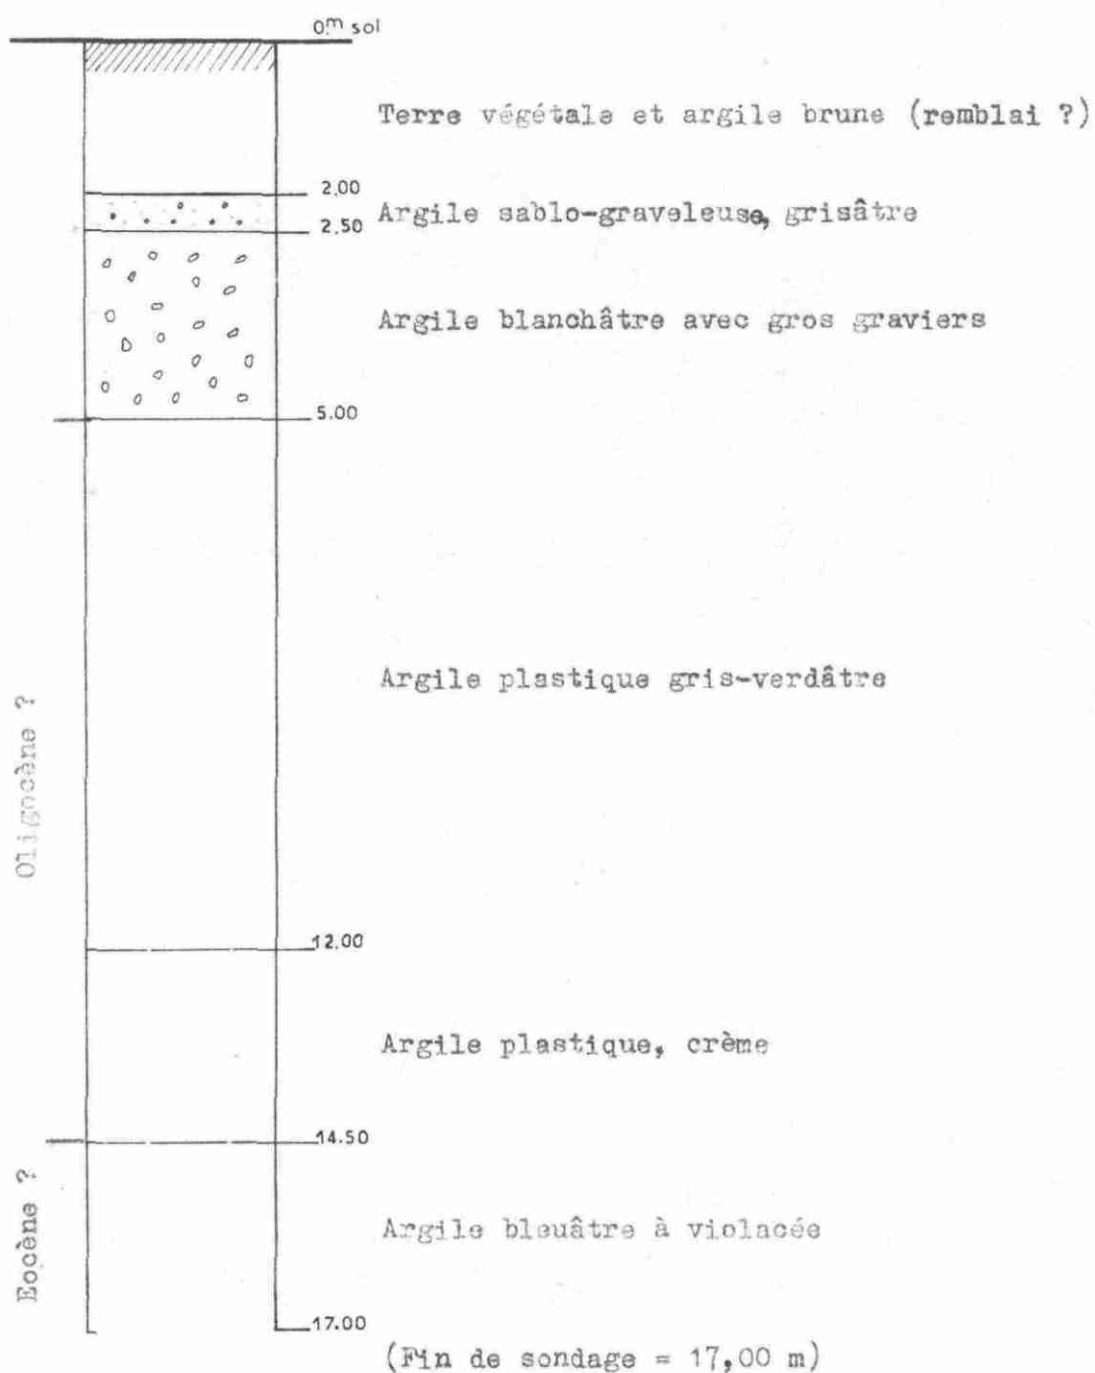 0m sol
Terre végétale et argile brune (remblai ?)
2.00
Argile sablo-graveleuse, grisâtre
2.50
Argile blanchâtre avec gros graviers
5.00
Argile plastique gris-verdâtre
Oligocène ?
12.00
Argile plastique, crème
14.50
Argile bleuâtre à violacée
Eocène ?
17.00
(Fin de sondage = 17,00 m)